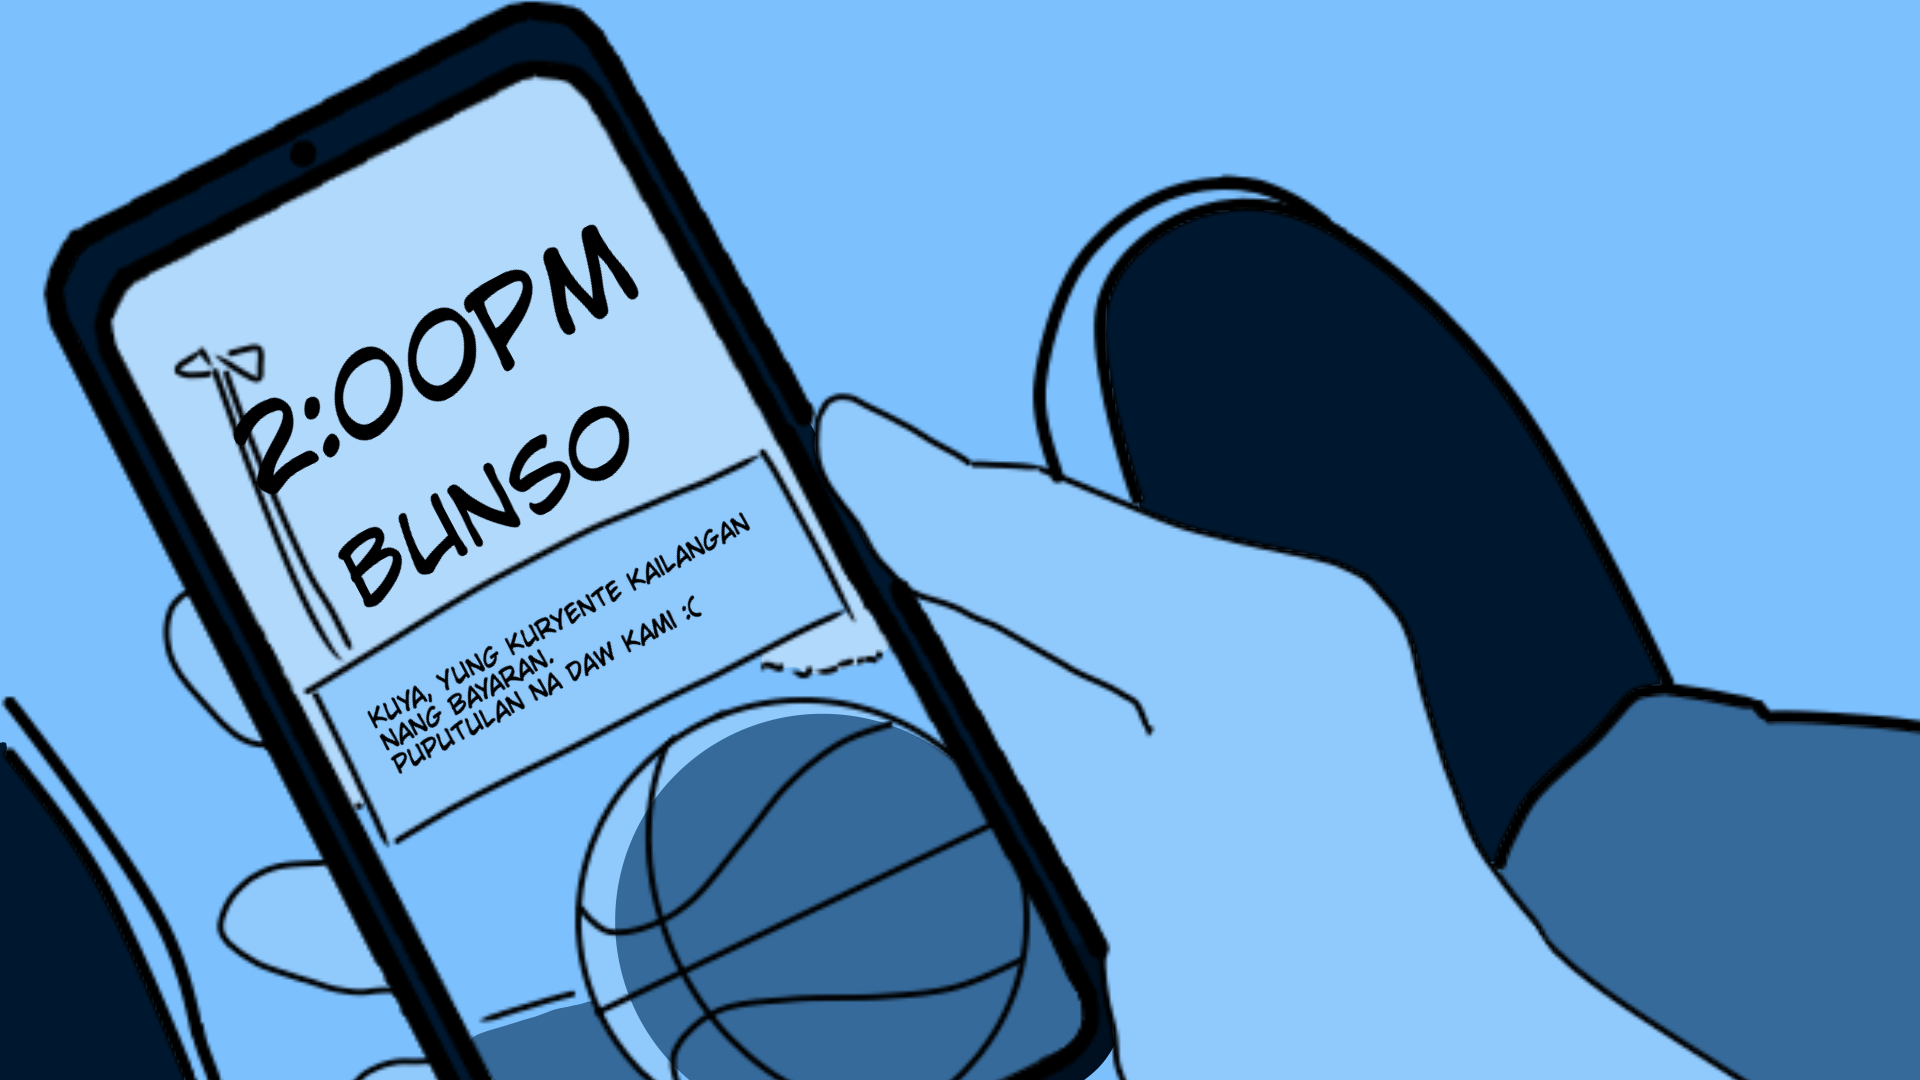 2:00PM
BUNSO
KUYA, YUNG KURYENTE KAILANGAN
NANG BAYARAN.
PUPUTULAN NA DAW KAMI :C